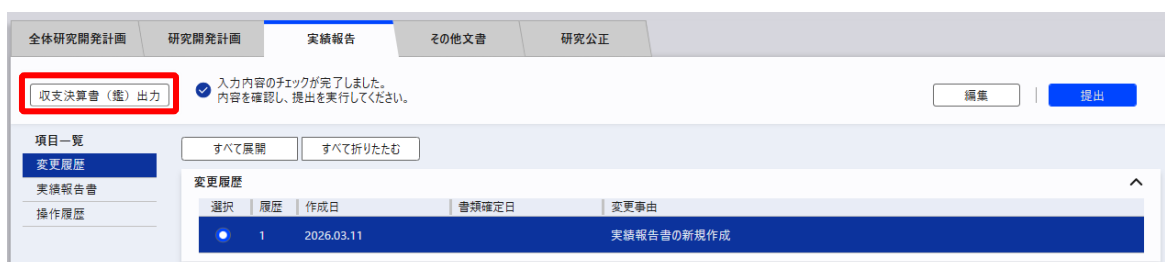 全体研究開発計画 研究開発計画 実績報告 その他文書 研究公正
収支決算書（鑑）出力
入力内容のチェックが完了しました。
内容を確認し、提出を実行してください。
編集 提出
項目一覧
変更履歴
実績報告書
操作履歴
すべて展開 すべて折りたたむ
変更履歴
選択 履歴 作成日 書類確定日 変更事由
1 2026.03.11 実績報告書の新規作成